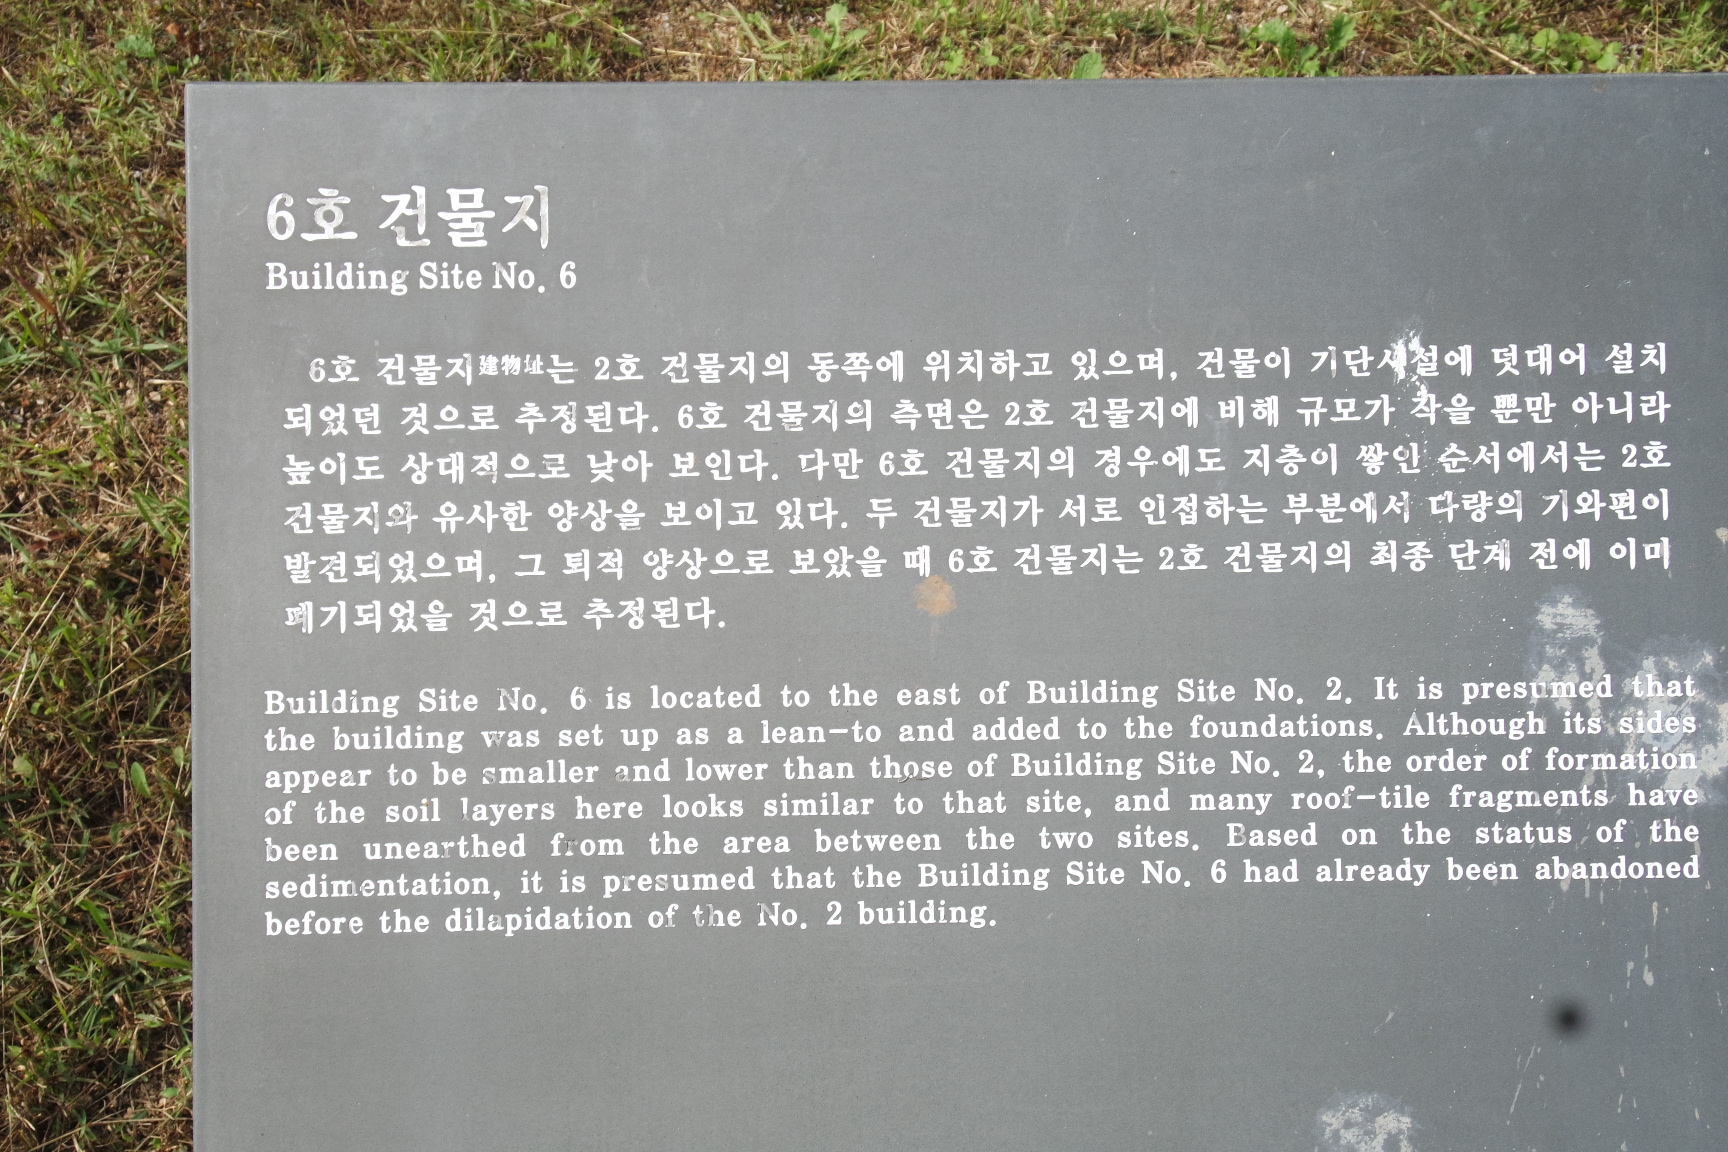 6호 건물지
Building Site No. 6
6호 건물지建物址는 2호 건물지의 동쪽에 위치하고 있으며, 건물이 기단시설에 덧대어 설치
되었던 것으로 추정된다. 6호 건물지의 측면은 2호 건물지에 비해 규모가 작을 뿐만 아니라
높이도 상대적으로 낮아 보인다. 다만 6호 건물지의 경우에도 지층이 쌓인 순서에서는 2호
건물지와 유사한 양상을 보이고 있다. 두 건물지가 서로 인접하는 부분에서 다량의 기와편이
발견되었으며, 그 퇴적 양상으로 보았을 때 6호 건물지는 2호 건물지의 최종 단계 전에 이미
폐기되었을 것으로 추정된다.
Building Site No. 6 is located to the east of Building Site No. 2. It is presumed that
the building was set up as a lean-to and added to the foundations. Although its sides
appear to be smaller and lower than those of Building Site No. 2, the order of formation
of the soil layers here looks similar to that site, and many roof-tile fragments have
been unearthed from the area between the two sites. Based on the status of the
sedimentation, it is presumed that the Building Site No. 6 had already been abandoned
before the dilapidation of the No. 2 building.